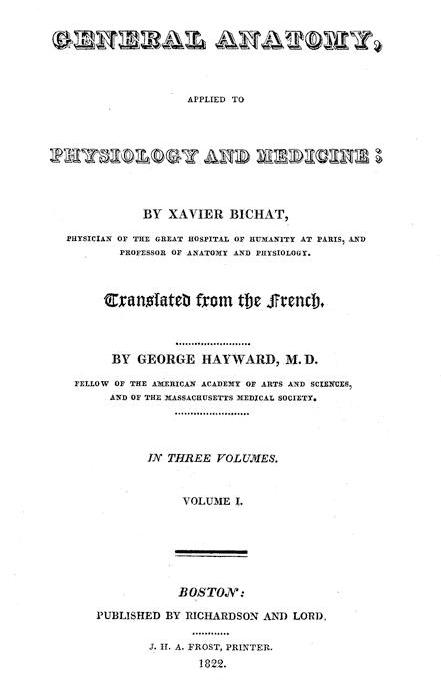 GENERAL ANATOMY,
APPLIED TO
PHYSIOLOGY AND MEDICINE:
BY XAVIER BICHAT,
PHYSICIAN OF THE GREAT HOSPITAL OF HUMANITY AT PARIS, AND
PROFESSOR OF ANATOMY AND PHYSIOLOGY.
Translated from the French.
BY GEORGE HAYWARD, M. D.
FELLOW OF THE AMERICAN ACADEMY OF ARTS AND SCIENCES,
AND OF THE MASSACHUSETTS MEDICAL SOCIETY.
IN THREE VOLUMES.
VOLUME I.
BOSTON:
PUBLISHED BY RICHARDSON AND LORD.
J. H. A. FROST, PRINTER.
1822.